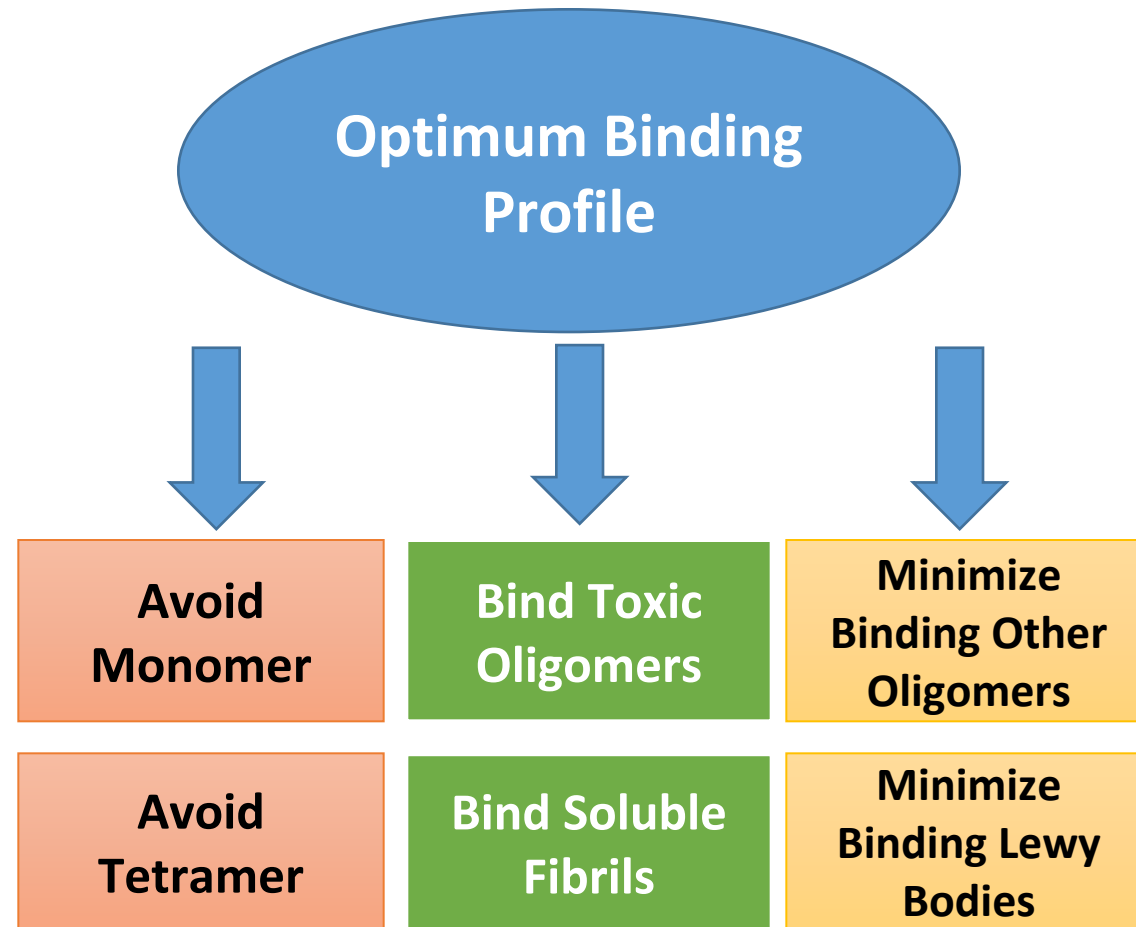 Optimum Binding
Profile
Avoid
Monomer
Bind Toxic
Oligomers
Minimize
Binding Other
Oligomers
Avoid
Tetramer
Bind Soluble
Fibrils
Minimize
Binding Lewy
Bodies